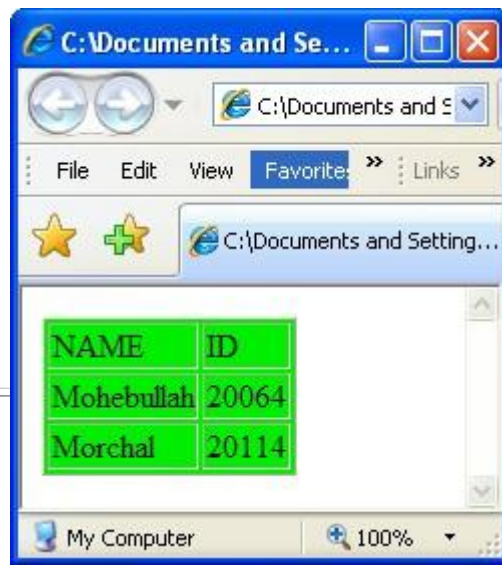 C:\Documents and Se...
C:\Documents and S
File Edit View Favorites » Links »
C:\Documents and Setting...
NAME ID
Mohebullah 20064
Morchal 20114
My Computer 100%